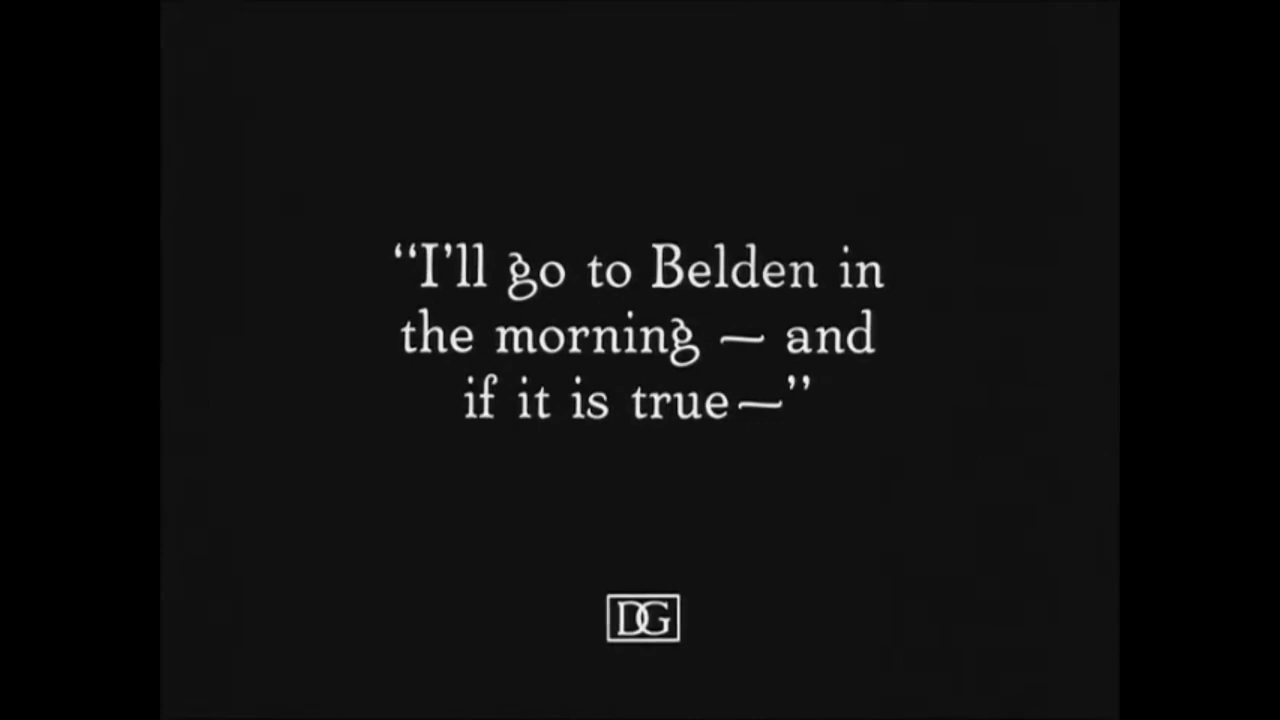 “I’ll go to Belden in
the morning — and
if it is true—”
DG